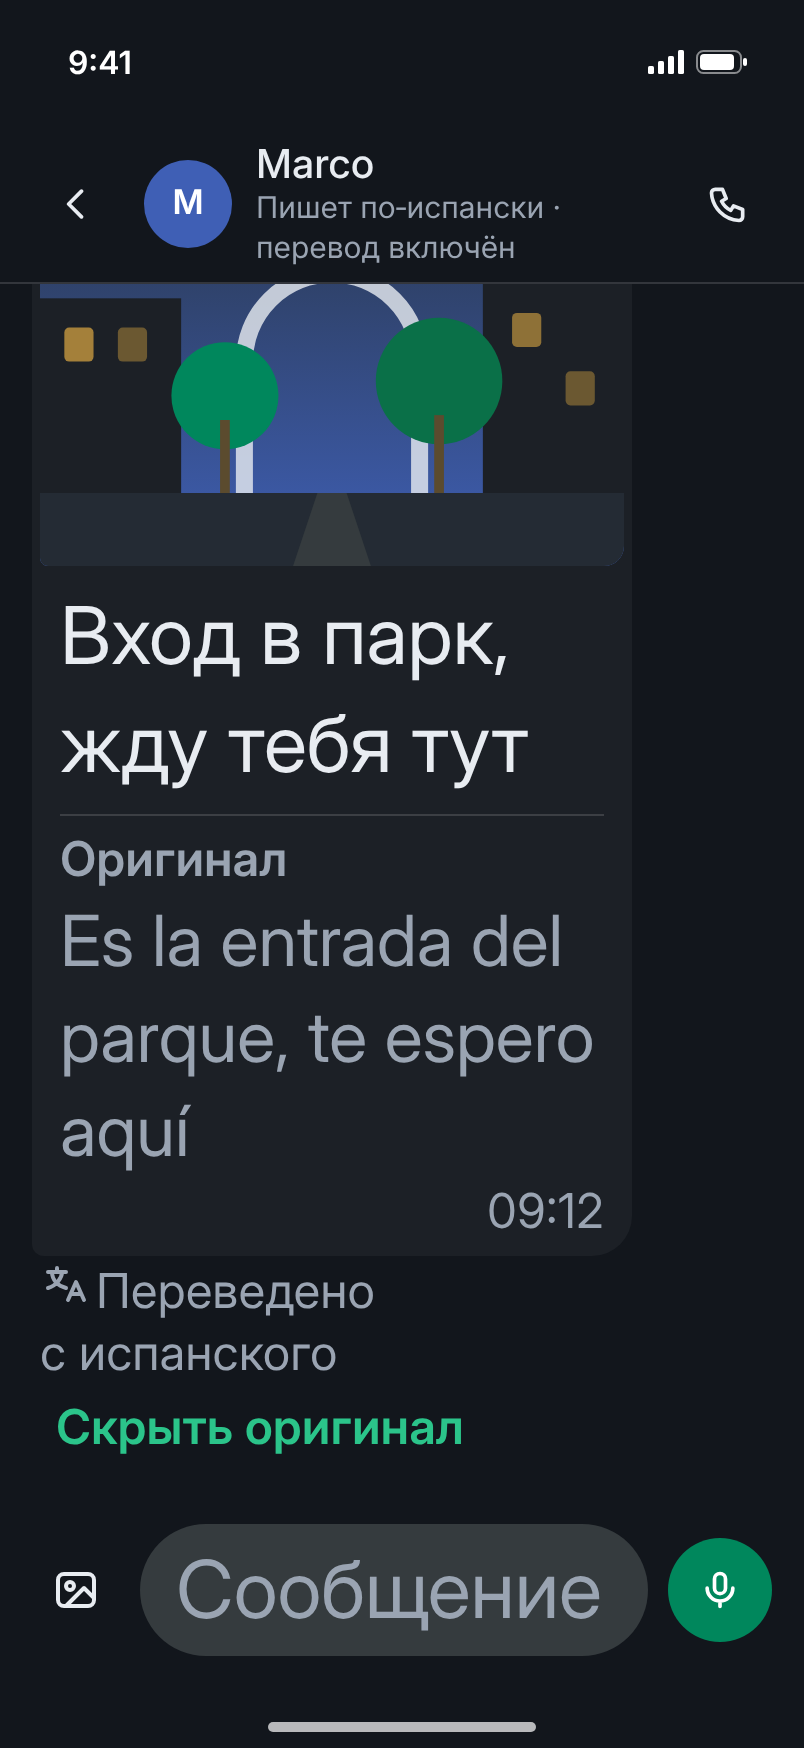 9:41
M
Marco
Пишет по-испански ·
перевод включён
Вход в парк,
жду тебя тут
Оригинал
Es la entrada del
parque, te espero
aquí
09:12
Переведено
с испанского
Скрыть оригинал
Сообщение